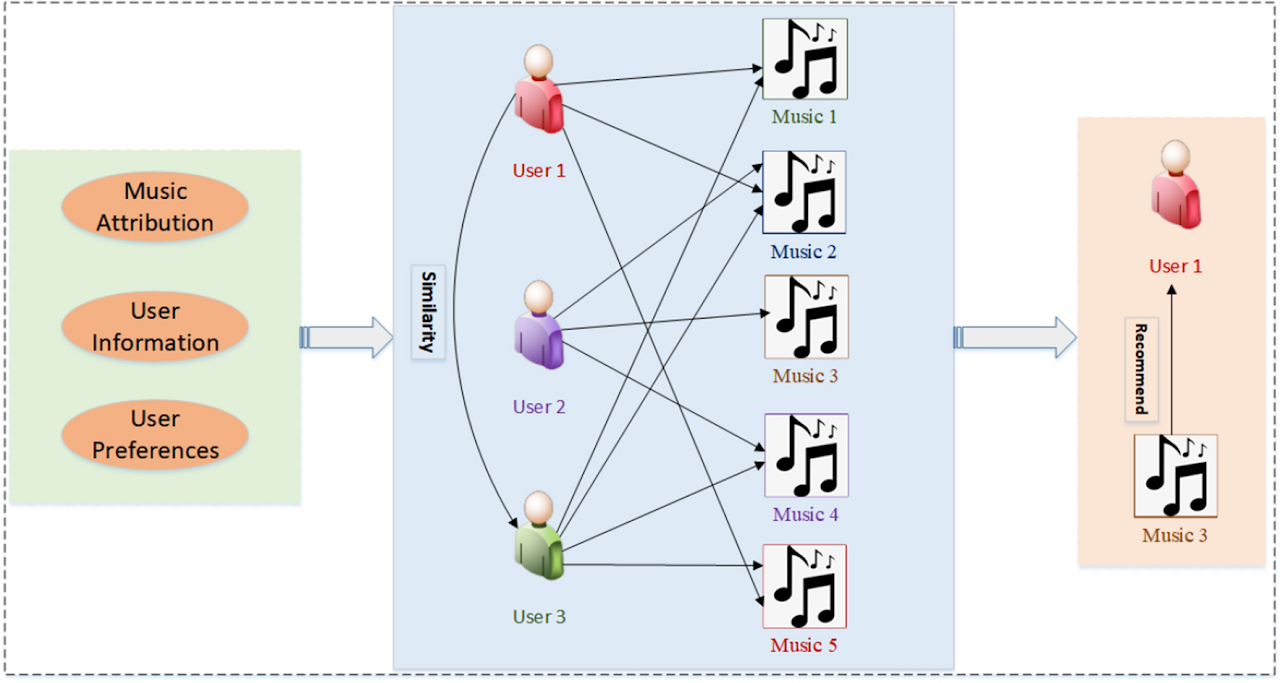 Music
Attribution
User
Information
User
Preferences
Similarity
User 1
User 2
User 3
Music 1
Music 2
Music 3
Music 4
Music 5
User 1
Recommend
Music 3